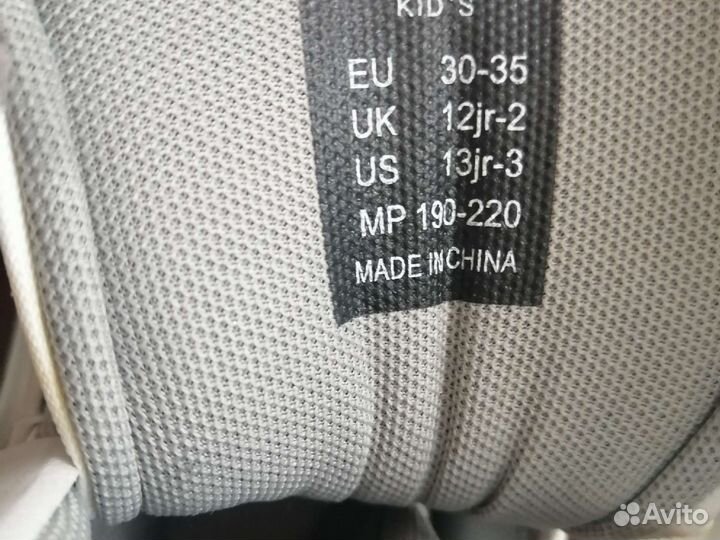 KID'S
EU 30-35
UK 12jr-2
US 13jr-3
MP 190-220
MADE IN CHINA
Avito